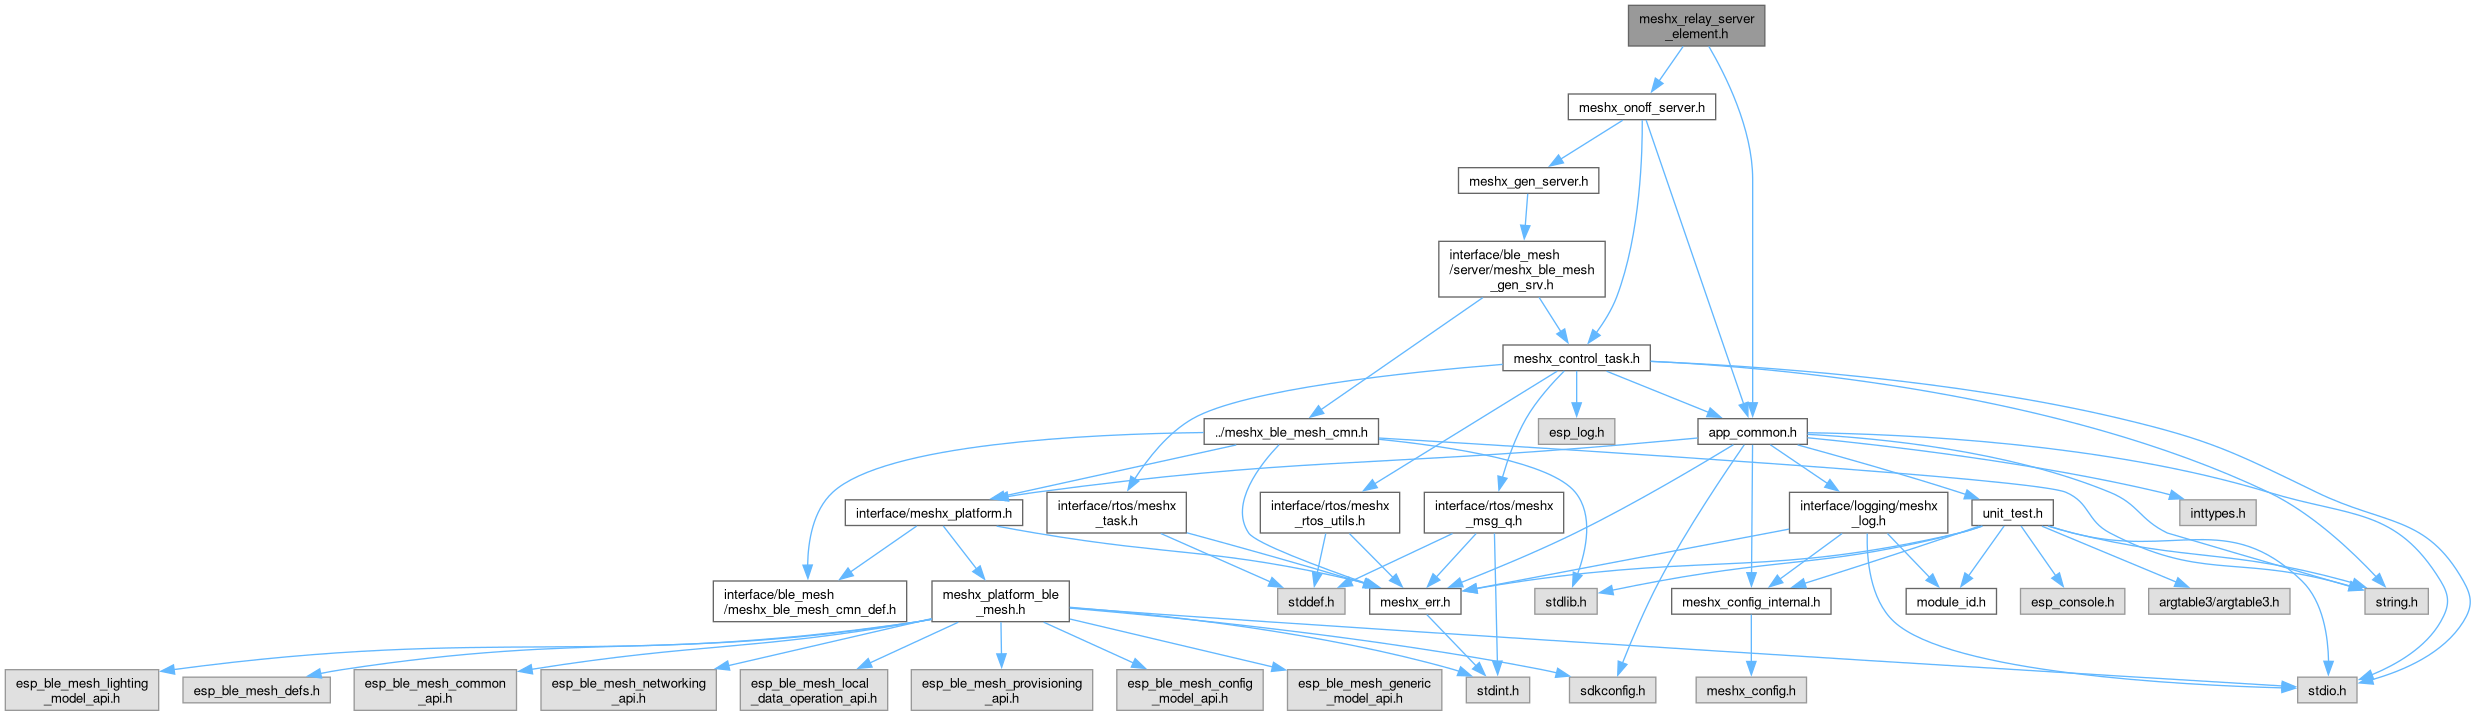 meshx_relay_server
_element.h
meshx_onoff_server.h
meshx_gen_server.h
interface/ble_mesh
/server/meshx_ble_mesh
_gen_srv.h
meshx_control_task.h
../meshx_ble_mesh_cmn.h
esp_log.h
app_common.h
interface/meshx_platform.h
interface/rtos/meshx
_task.h
interface/rtos/meshx
_rtos_utils.h
interface/rtos/meshx
_msg_q.h
interface/logging/meshx
_log.h
unit_test.h
inttypes.h
interface/ble_mesh
/meshx_ble_mesh_cmn_def.h
meshx_platform_ble
_mesh.h
stddef.h
meshx_err.h
stdlib.h
meshx_config_internal.h
module_id.h
esp_console.h
argtable3/argtable3.h
string.h
esp_ble_mesh_lighting
_model_api.h
esp_ble_mesh_defs.h
esp_ble_mesh_common
_api.h
esp_ble_mesh_networking
_api.h
esp_ble_mesh_local
_data_operation_api.h
esp_ble_mesh_provisioning
_api.h
esp_ble_mesh_config
_model_api.h
esp_ble_mesh_generic
_model_api.h
stdint.h
sdkconfig.h
meshx_config.h
stdio.h